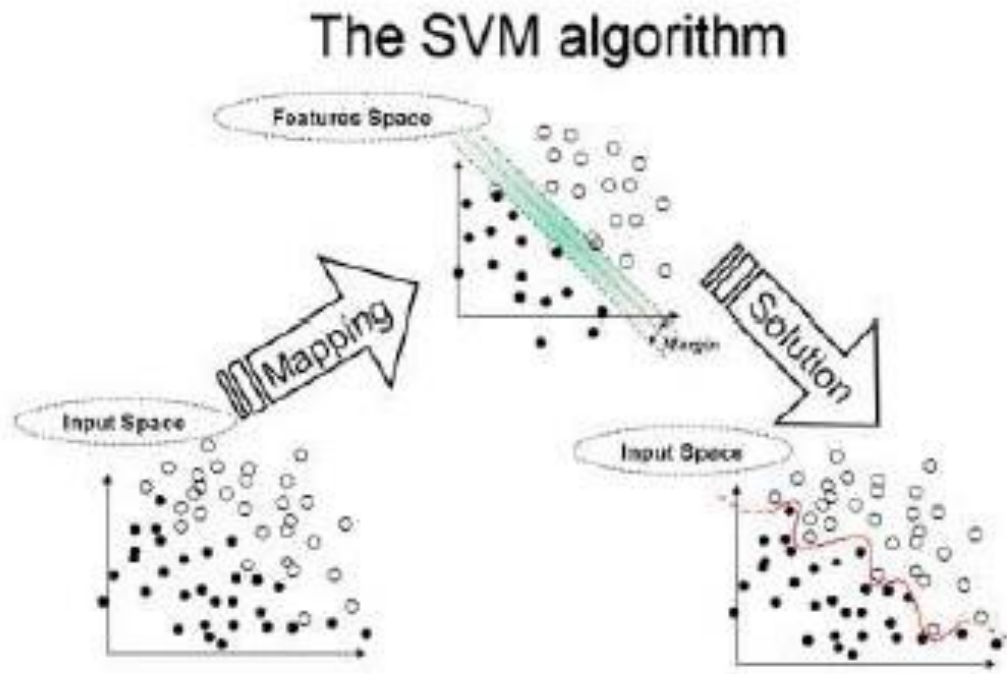 The SVM algorithm
Features Space
Mapping
Margin
Solution
Input Space
Input Space